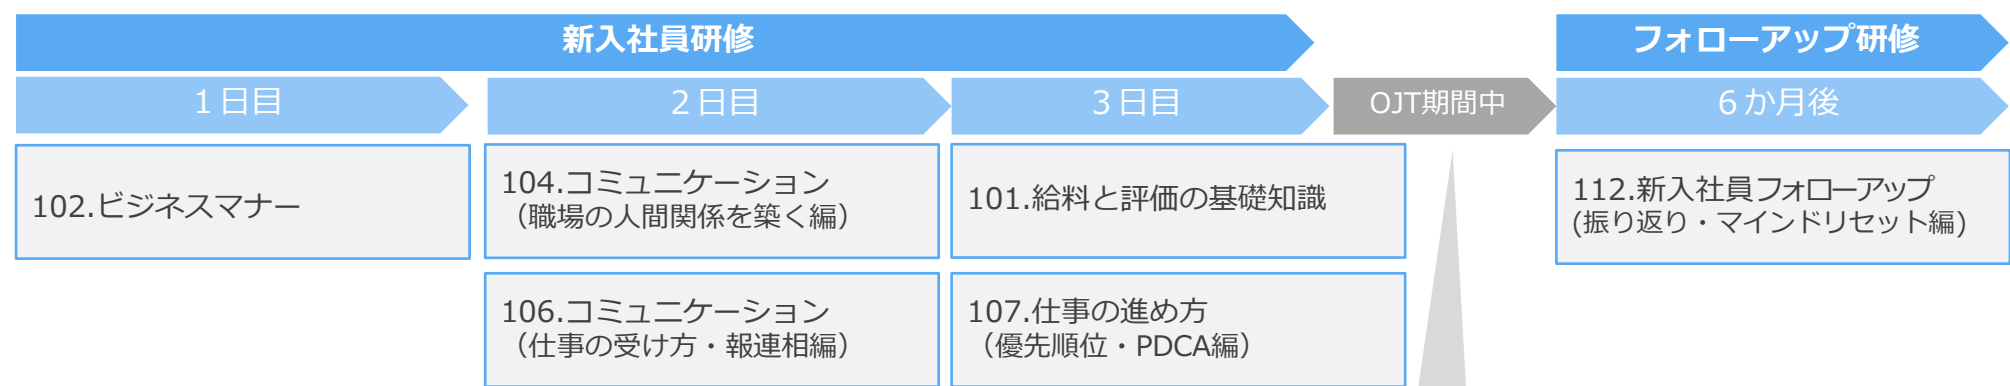 新入社員研修
フォローアップ研修
１日目
２日目
３日目
OJT期間中
６か月後
102.ビジネスマナー
104.コミュニケーション
（職場の人間関係を築く編）
101.給料と評価の基礎知識
112.新入社員フォローアップ
(振り返り・マインドリセット編)
106.コミュニケーション
（仕事の受け方・報連相編）
107.仕事の進め方
（優先順位・PDCA編）